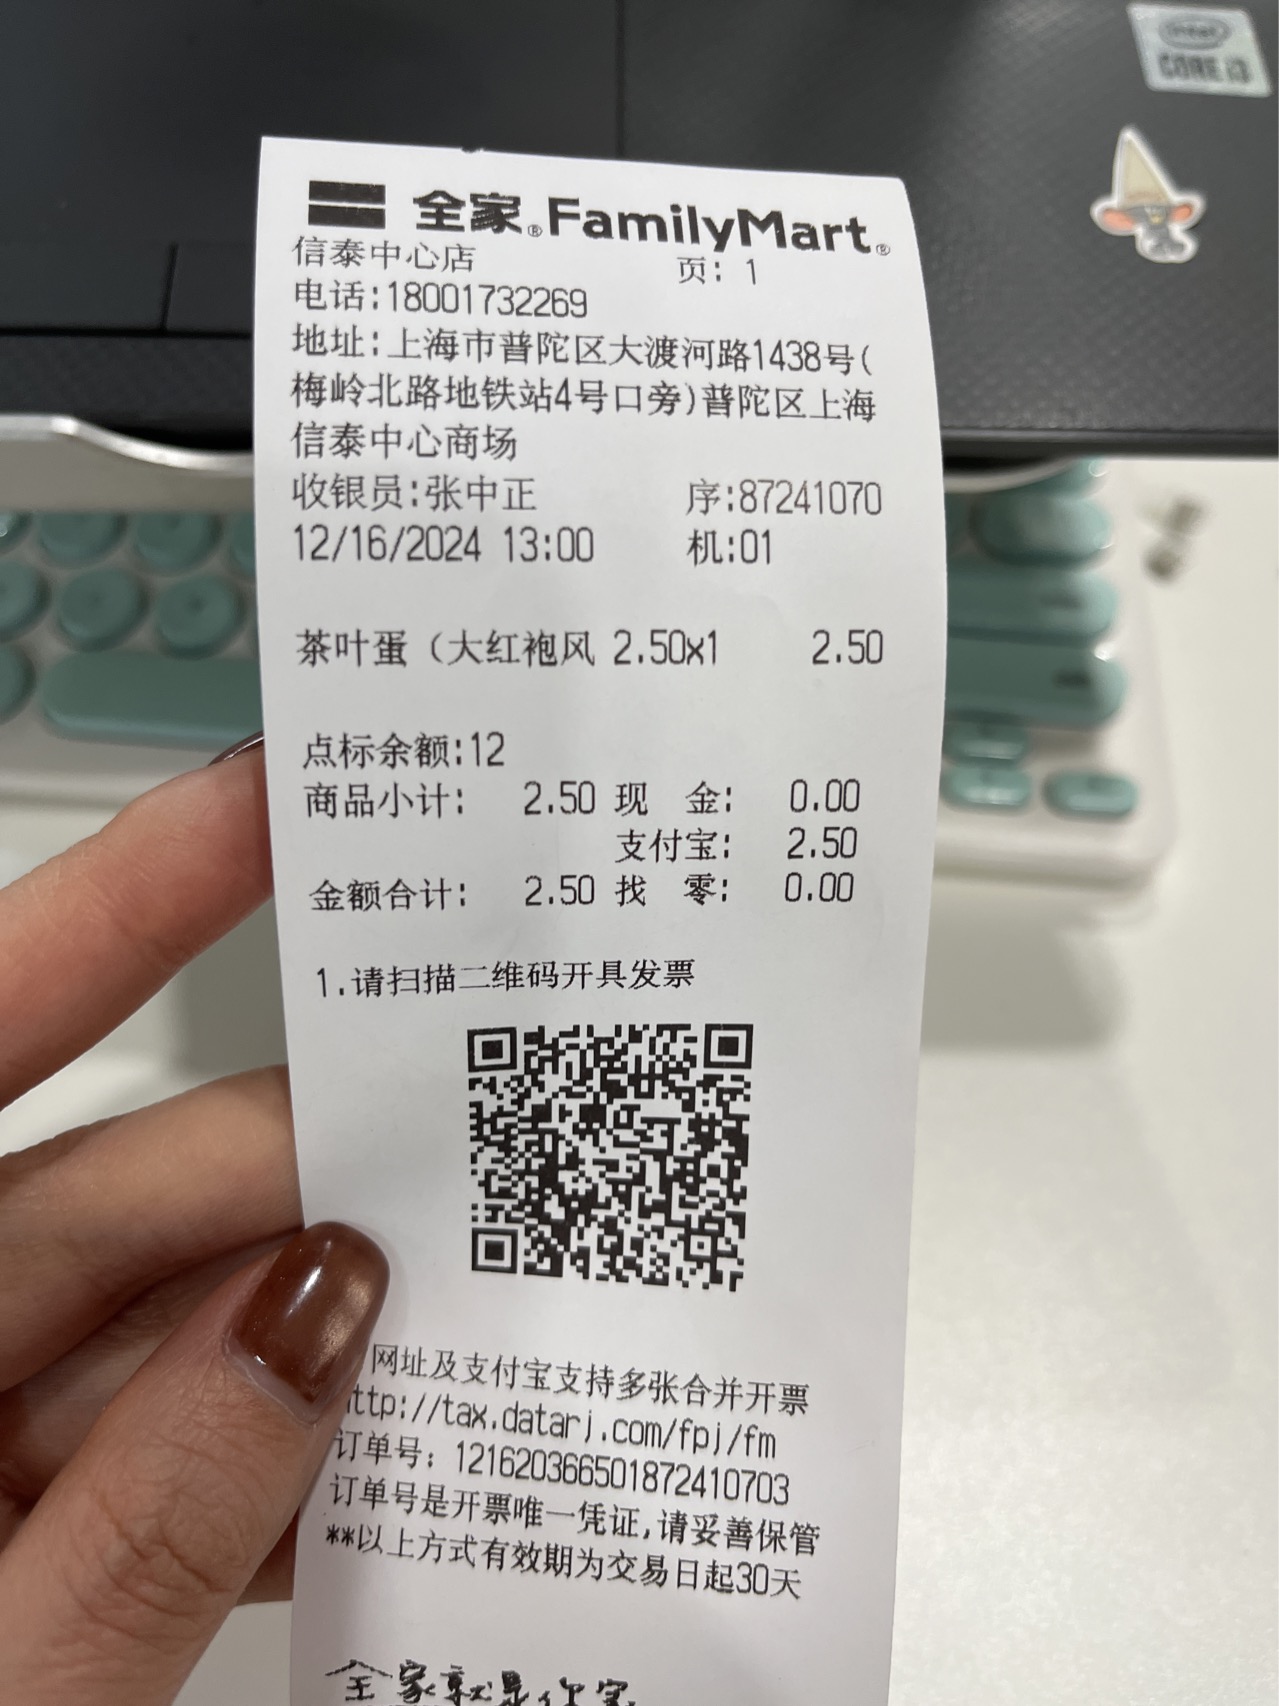 intel
CORE i3
全家®FamilyMart®
信泰中心店 页: 1
电话:18001732269
地址:上海市普陀区大渡河路1438号(
梅岭北路地铁站4号口旁)普陀区上海
信泰中心商场
收银员:张中正 序:87241070
12/16/2024 13:00 机:01
茶叶蛋（大红袍风 2.50x1 2.50
点标余额:12
商品小计: 2.50 现 金: 0.00
支付宝: 2.50
金额合计: 2.50 找 零: 0.00
1.请扫描二维码开具发票
网址及支付宝支持多张合并开票
ttp://tax.datarj.com/fpj/fm
订单号: 121620366501872410703
订单号是开票唯一凭证,请妥善保管
**以上方式有效期为交易日起30天
全家就是你家